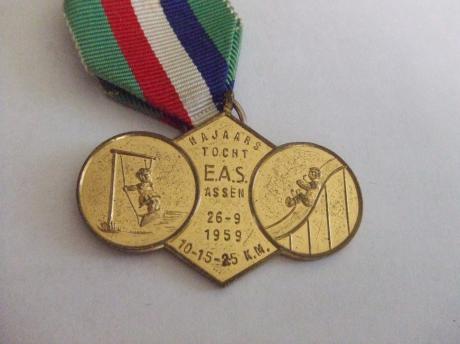 NAJAARS
TOCHT
E.A.S.
ASSEN
26-9
1959
10-15-25 K.M.